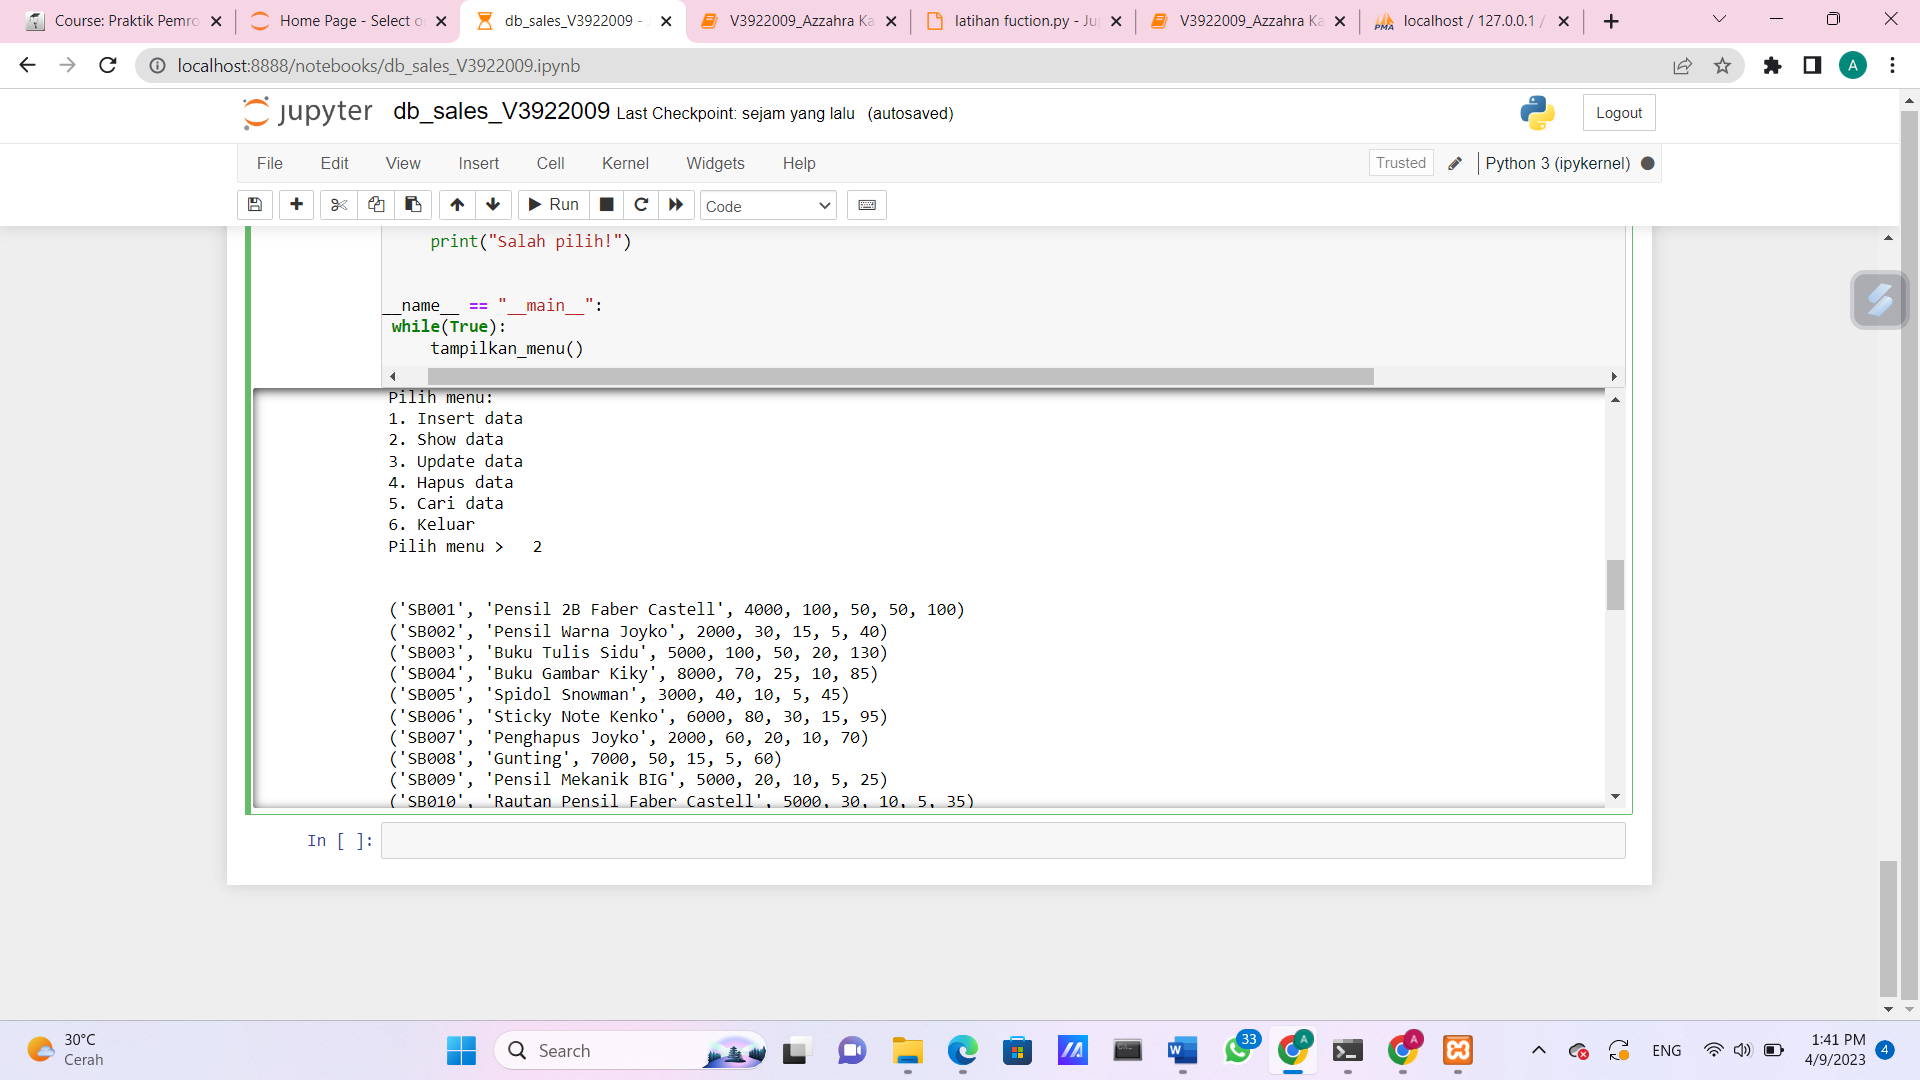 Course: Praktik Pemro
Home Page - Select o
db_sales_V3922009 -
V3922009_Azzahra Ka
latihan fuction.py - Ju
V3922009_Azzahra Ka
localhost / 127.0.0.1 /
localhost:8888/notebooks/db_sales_V3922009.ipynb
A
jupyter db_sales_V3922009 Last Checkpoint: sejam yang lalu (autosaved)
Logout
File Edit View Insert Cell Kernel Widgets Help
Trusted
Python 3 (ipykernel)
Run
Code
print("Salah pilih!")
__name__ == "__main__":
while(True):
tampilkan_menu()
Pilih menu:
1. Insert data
2. Show data
3. Update data
4. Hapus data
5. Cari data
6. Keluar
Pilih menu > 2
('SB001', 'Pensil 2B Faber Castell', 4000, 100, 50, 50, 100)
('SB002', 'Pensil Warna Joyko', 2000, 30, 15, 5, 40)
('SB003', 'Buku Tulis Sidu', 5000, 100, 50, 20, 130)
('SB004', 'Buku Gambar Kiky', 8000, 70, 25, 10, 85)
('SB005', 'Spidol Snowman', 3000, 40, 10, 5, 45)
('SB006', 'Sticky Note Kenko', 6000, 80, 30, 15, 95)
('SB007', 'Penghapus Joyko', 2000, 60, 20, 10, 70)
('SB008', 'Gunting', 7000, 50, 15, 5, 60)
('SB009', 'Pensil Mekanik BIG', 5000, 20, 10, 5, 25)
('SB010', 'Rautan Pensil Faber Castell', 5000, 30, 10, 5, 35)
In [ ]:
30°C
Cerah
Search
33
A
A
ENG
1:41 PM
4/9/2023
4